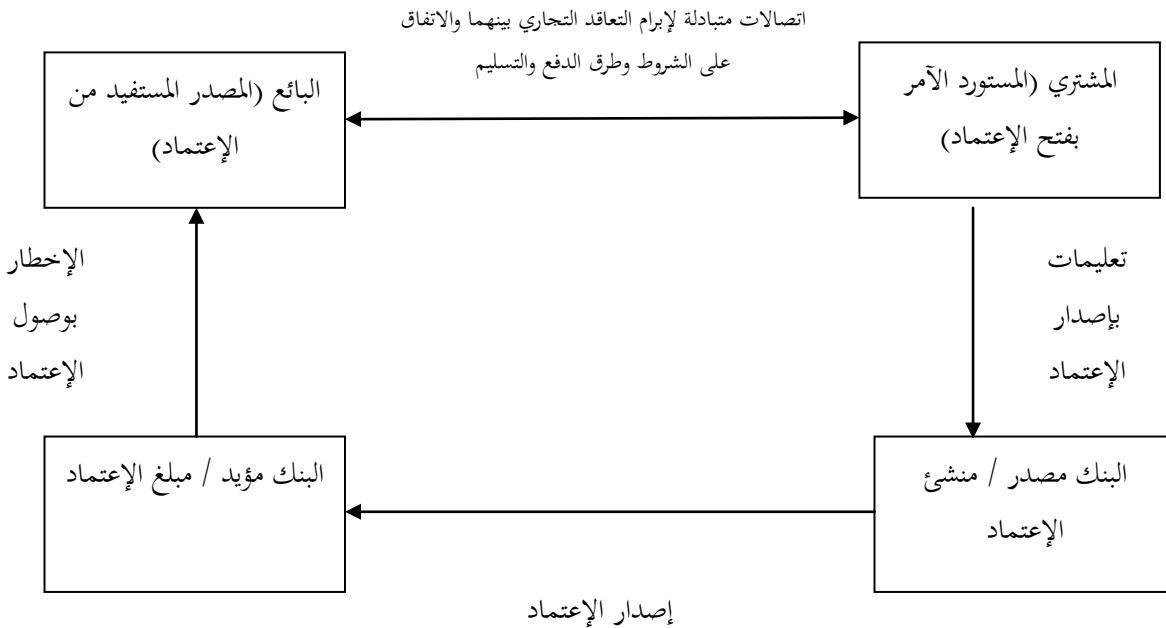 اتصالات متبادلة لإبرام التعاقد التجاري بينهما والاتفاق
على الشروط وطرق الدفع والتسليم
المشتري (المستورد الآمر
بفتح الإعتماد)
البائع (المصدر المستفيد من
الإعتماد)
تعليمات
بإصدار
الإعتماد
الإخطار
بوصول
الإعتماد
البنك مصدر / منشئ
الإعتماد
البنك مؤيد / مبلغ الإعتماد
إصدار الإعتماد